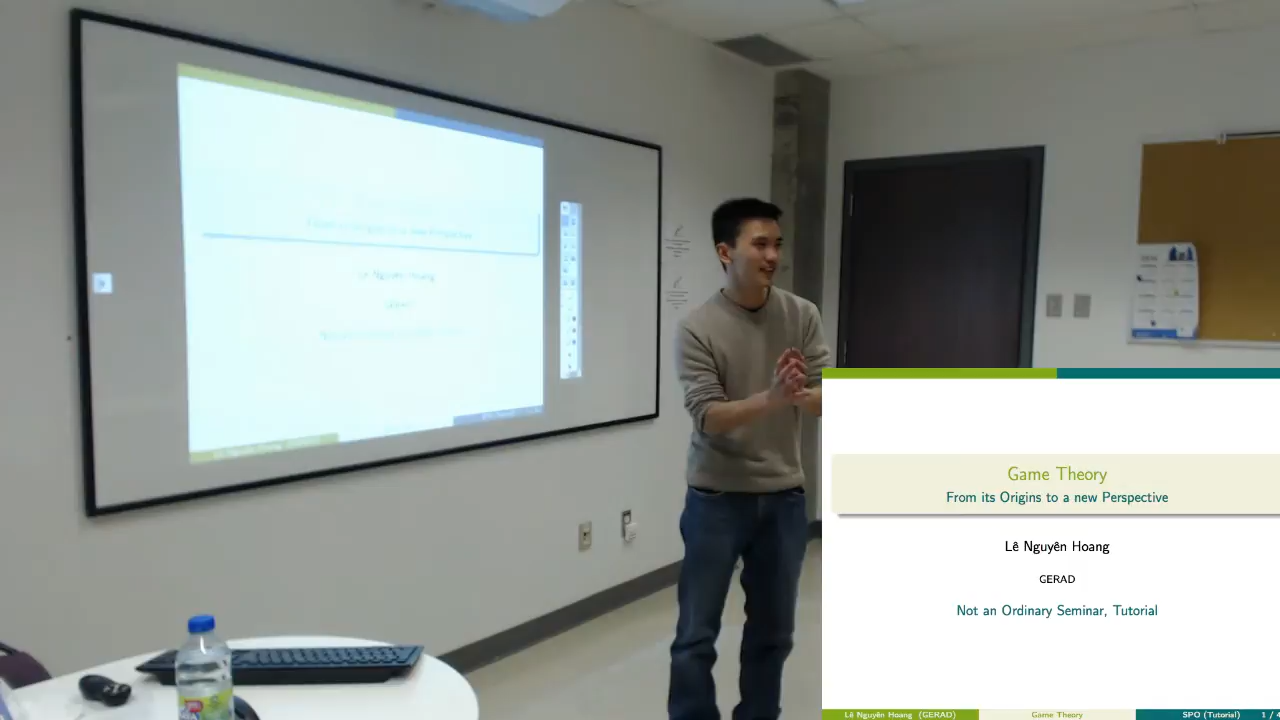 Game Theory
From its Origins to a new Perspective
Lê Nguyên Hoang
GERAD
Not an Ordinary Seminar, Tutorial
Lê Nguyên Hoang (GERAD)
Game Theory
SPO (Tutorial)
1 /